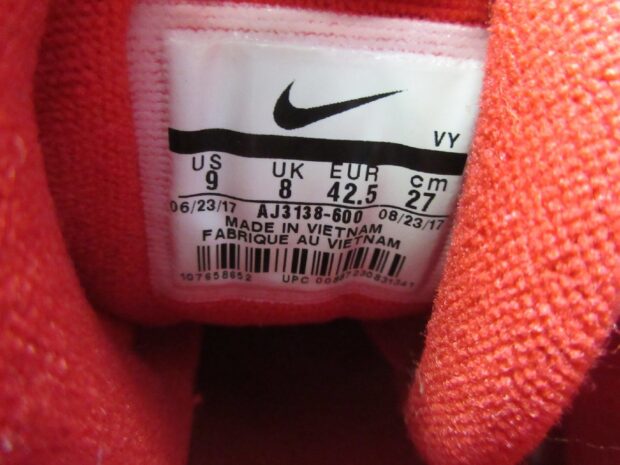 VY
US UK EUR cm
9 8 42.5 27
06/23/17 AJ3138-600 08/23/17
MADE IN VIETNAM
FABRIQUE AU VIETNAM
107658652 UPC